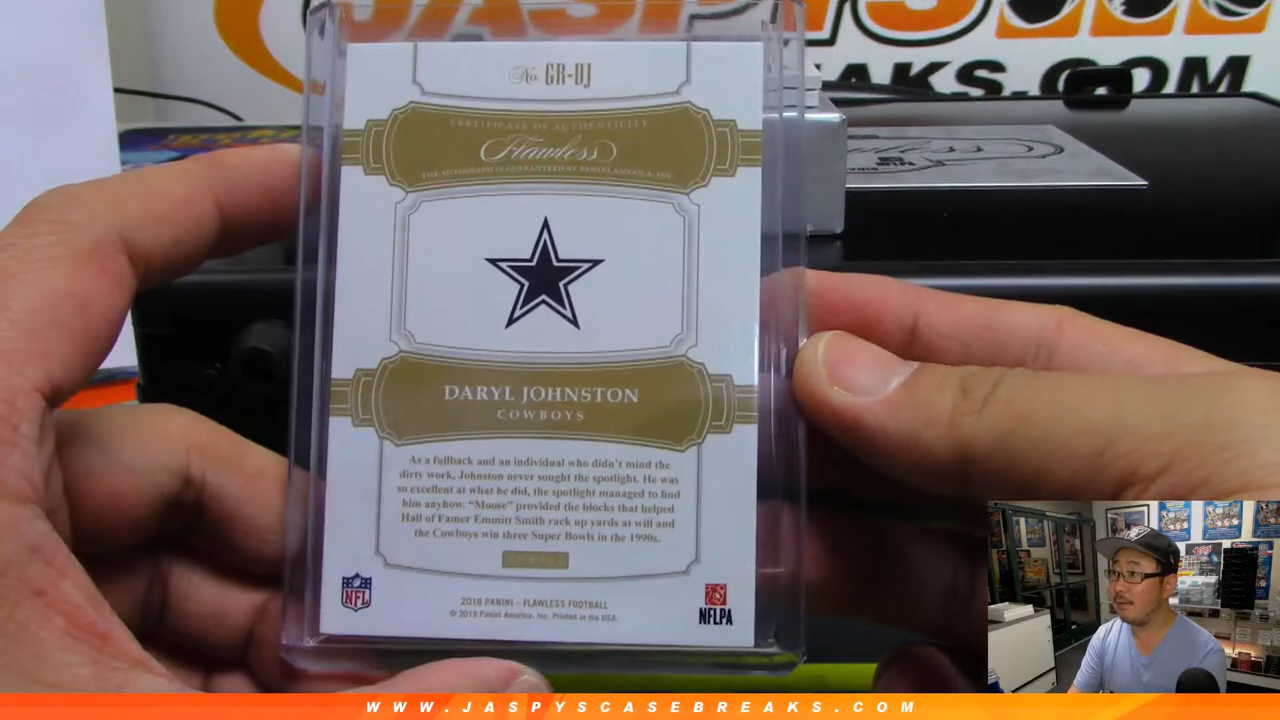 JASPYS
BREAKS.COM
No. GR-DJ
CERTIFICATE OF AUTHENTICITY
Flawless
THE AUTOGRAPH IS GUARANTEED BY PANINI AMERICA, INC.
DARYL JOHNSTON
COWBOYS
As a fullback and an individual who didn't mind the
dirty work, Johnston never sought the spotlight. He was
so excellent at what he did, the spotlight managed to find
him anyhow. "Moose" provided the blocks that helped
Hall of Famer Emmitt Smith rack up yards at will and
the Cowboys win three Super Bowls in the 1990s.
NFL
2018 PANINI – FLAWLESS FOOTBALL
© 2018 Panini America, Inc. Printed in the USA.
NFLPA
WWW.JASPYSCASEBREAKS.COM